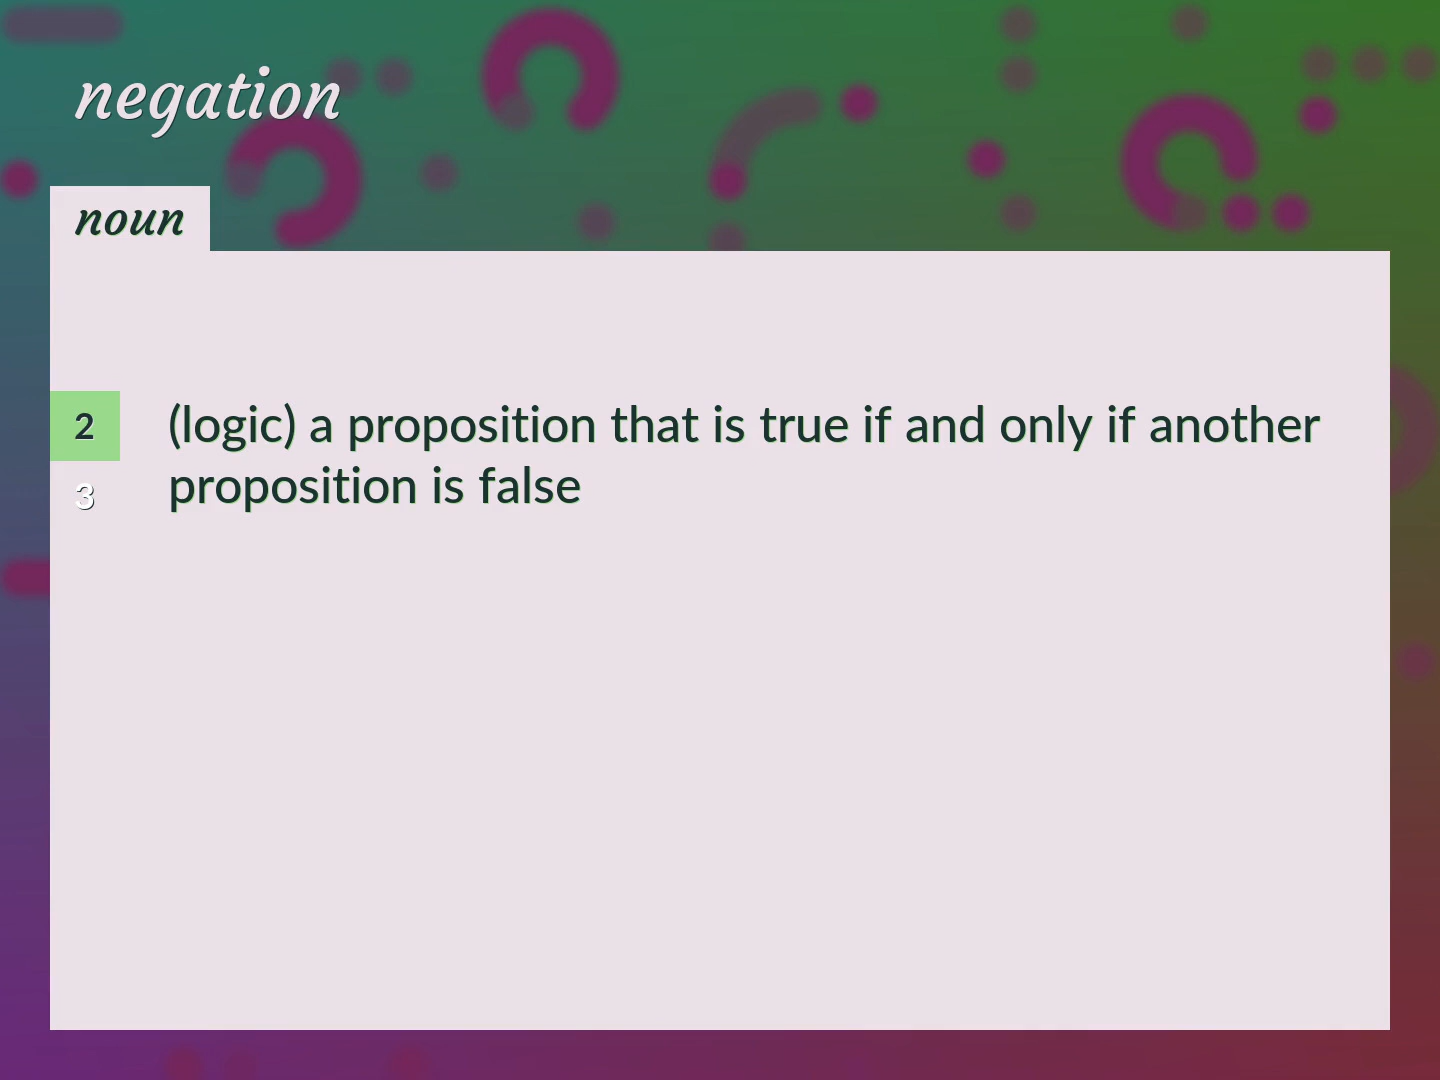 negation
noun
2
(logic) a proposition that is true if and only if another
proposition is false
3